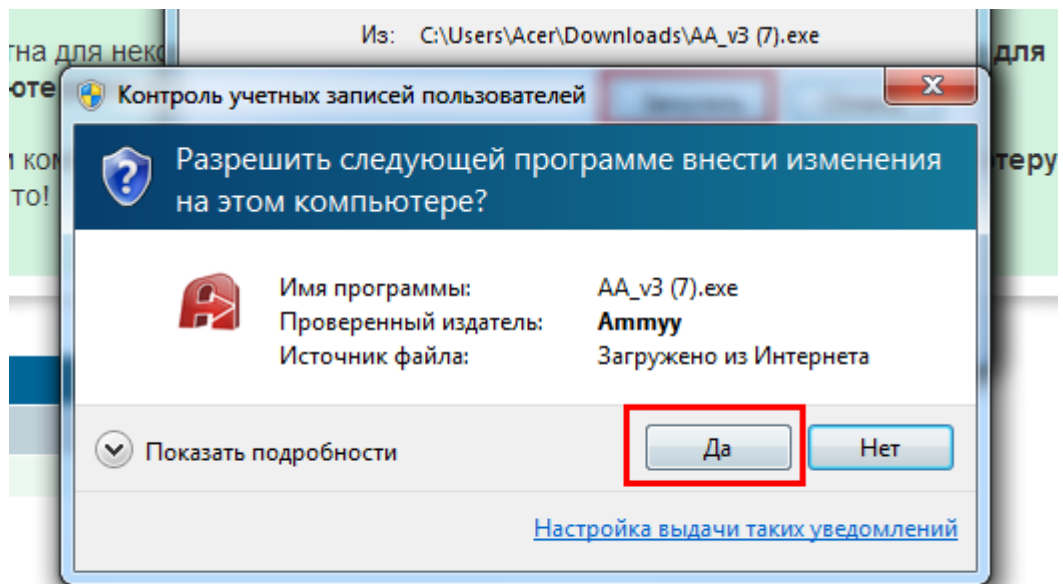 Из: C:\Users\Acer\Downloads\AA_v3 (7).exe
для
Контроль учетных записей пользователей
Разрешить следующей программе внести изменения
на этом компьютере?
то!
Имя программы: AA_v3 (7).exe
Проверенный издатель: Ammyy
Источник файла: Загружено из Интернета
Показать подробности
Да
Нет
Настройка выдачи таких уведомлений